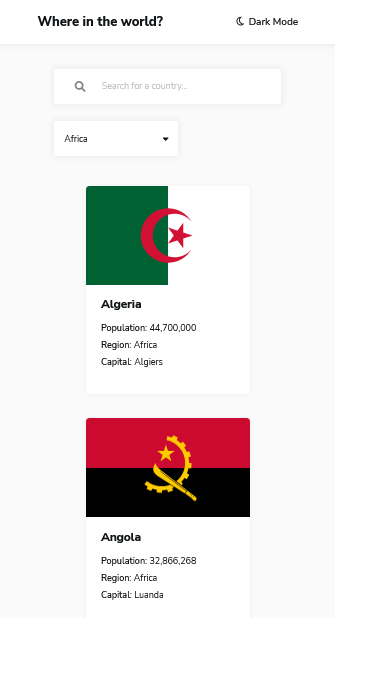 Where in the world?
Dark Mode
Search for a country...
Africa
Algeria
Population: 44,700,000
Region: Africa
Capital: Algiers
Angola
Population: 32,866,268
Region: Africa
Capital: Luanda